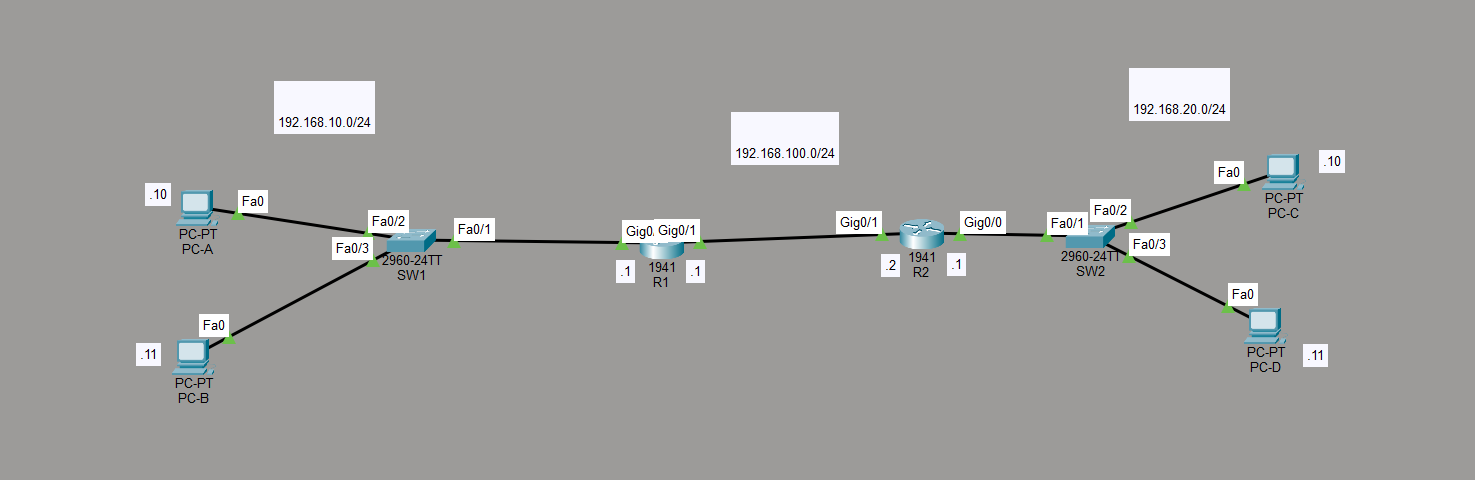 192.168.10.0/24
192.168.100.0/24
192.168.20.0/24
.10
Fa0
PC-PT
PC-A
Fa0/2
Fa0/3
Fa0/1
2960-24TT
SW1
Fa0
.11
PC-PT
PC-B
Gig0/
Gig0/1
.1
.1
1941
R1
Gig0/1
Gig0/0
.2
.1
1941
R2
Fa0/1
Fa0/2
Fa0/3
2960-24TT
SW2
Fa0
.10
PC-PT
PC-C
Fa0
.11
PC-PT
PC-D